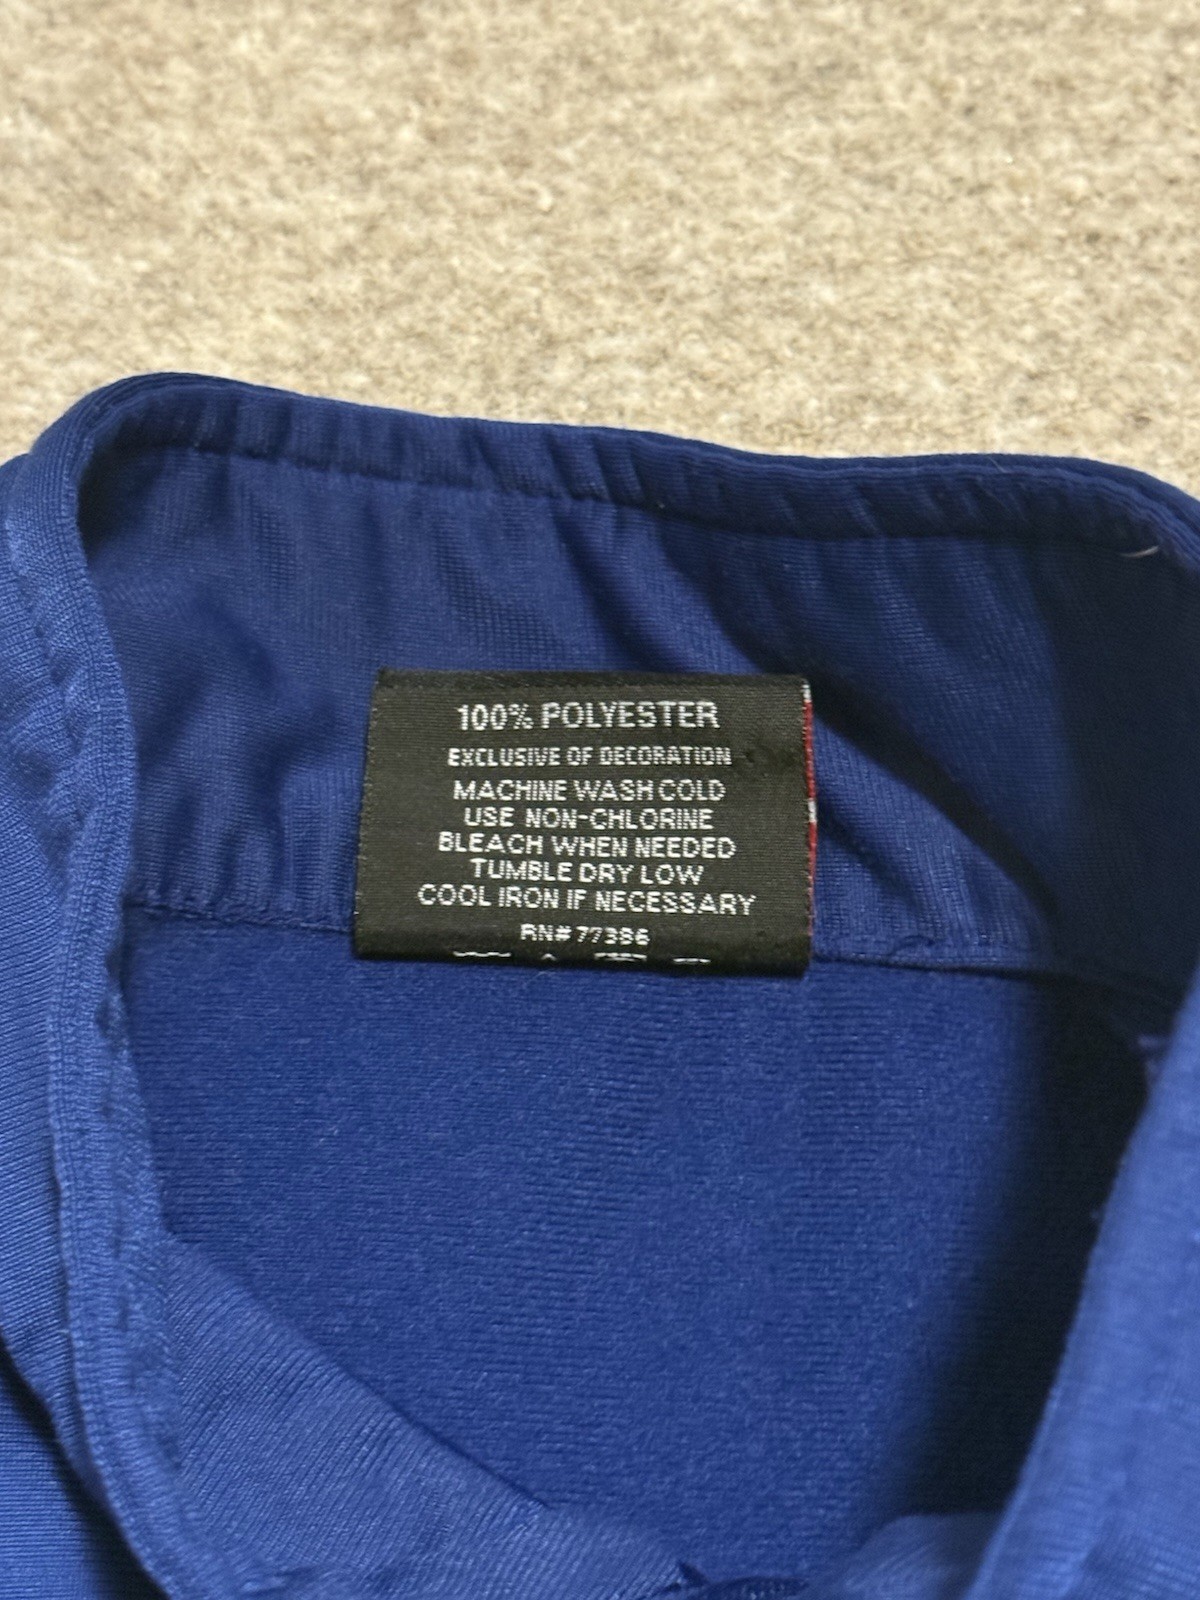 100% POLYESTER
EXCLUSIVE OF DECORATION
MACHINE WASH COLD
USE NON-CHLORINE
BLEACH WHEN NEEDED
TUMBLE DRY LOW
COOL IRON IF NECESSARY
RN# 77386